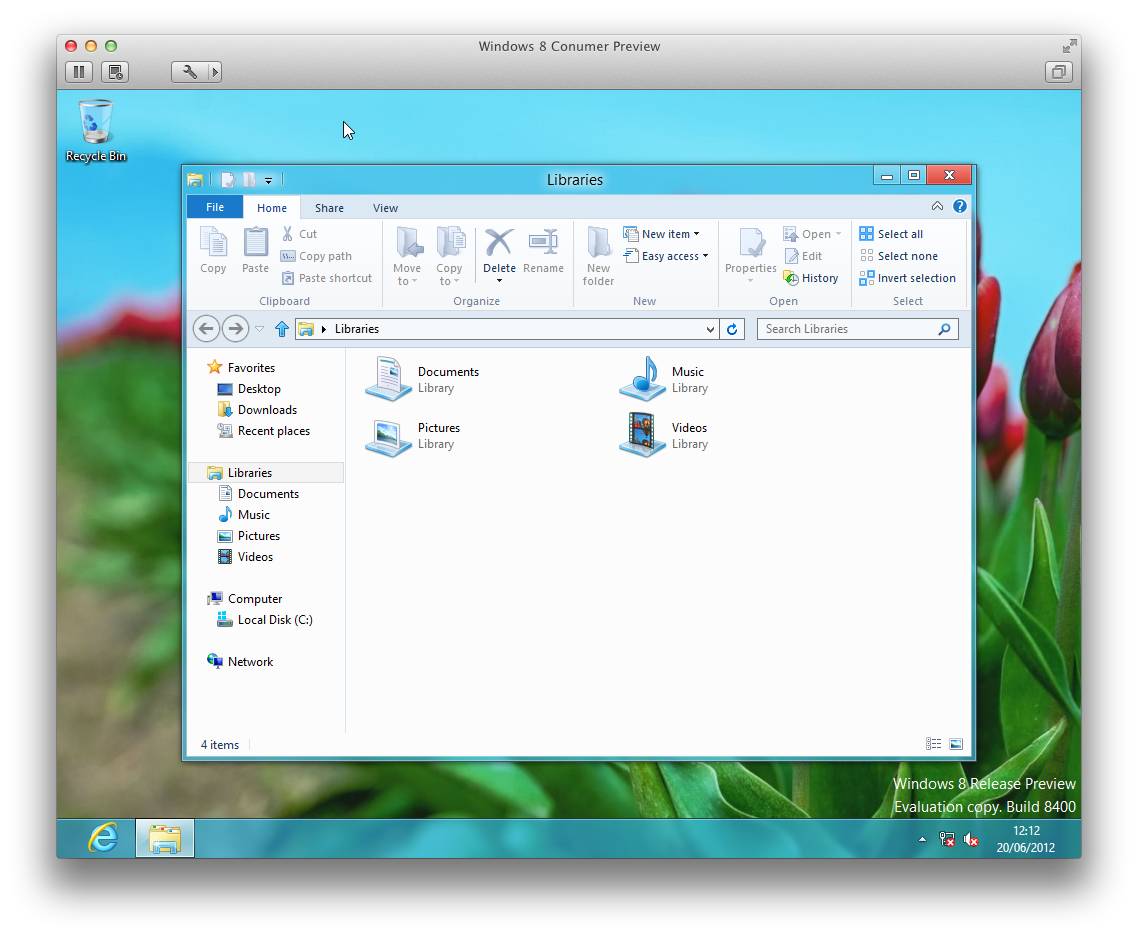 Windows 8 Conumer Preview
Recycle Bin
Libraries
File Home Share View
Copy
Paste
Cut
Copy path
Paste shortcut
Clipboard
Move to
Copy to
Delete
Rename
Organize
New folder
New item
Easy access
New
Properties
Open
Edit
History
Open
Select all
Select none
Invert selection
Select
Libraries
Search Libraries
Favorites
Desktop
Downloads
Recent places
Libraries
Documents
Music
Pictures
Videos
Computer
Local Disk (C:)
Network
Documents
Library
Music
Library
Pictures
Library
Videos
Library
4 items
Windows 8 Release Preview
Evaluation copy. Build 8400
12:12
20/06/2012